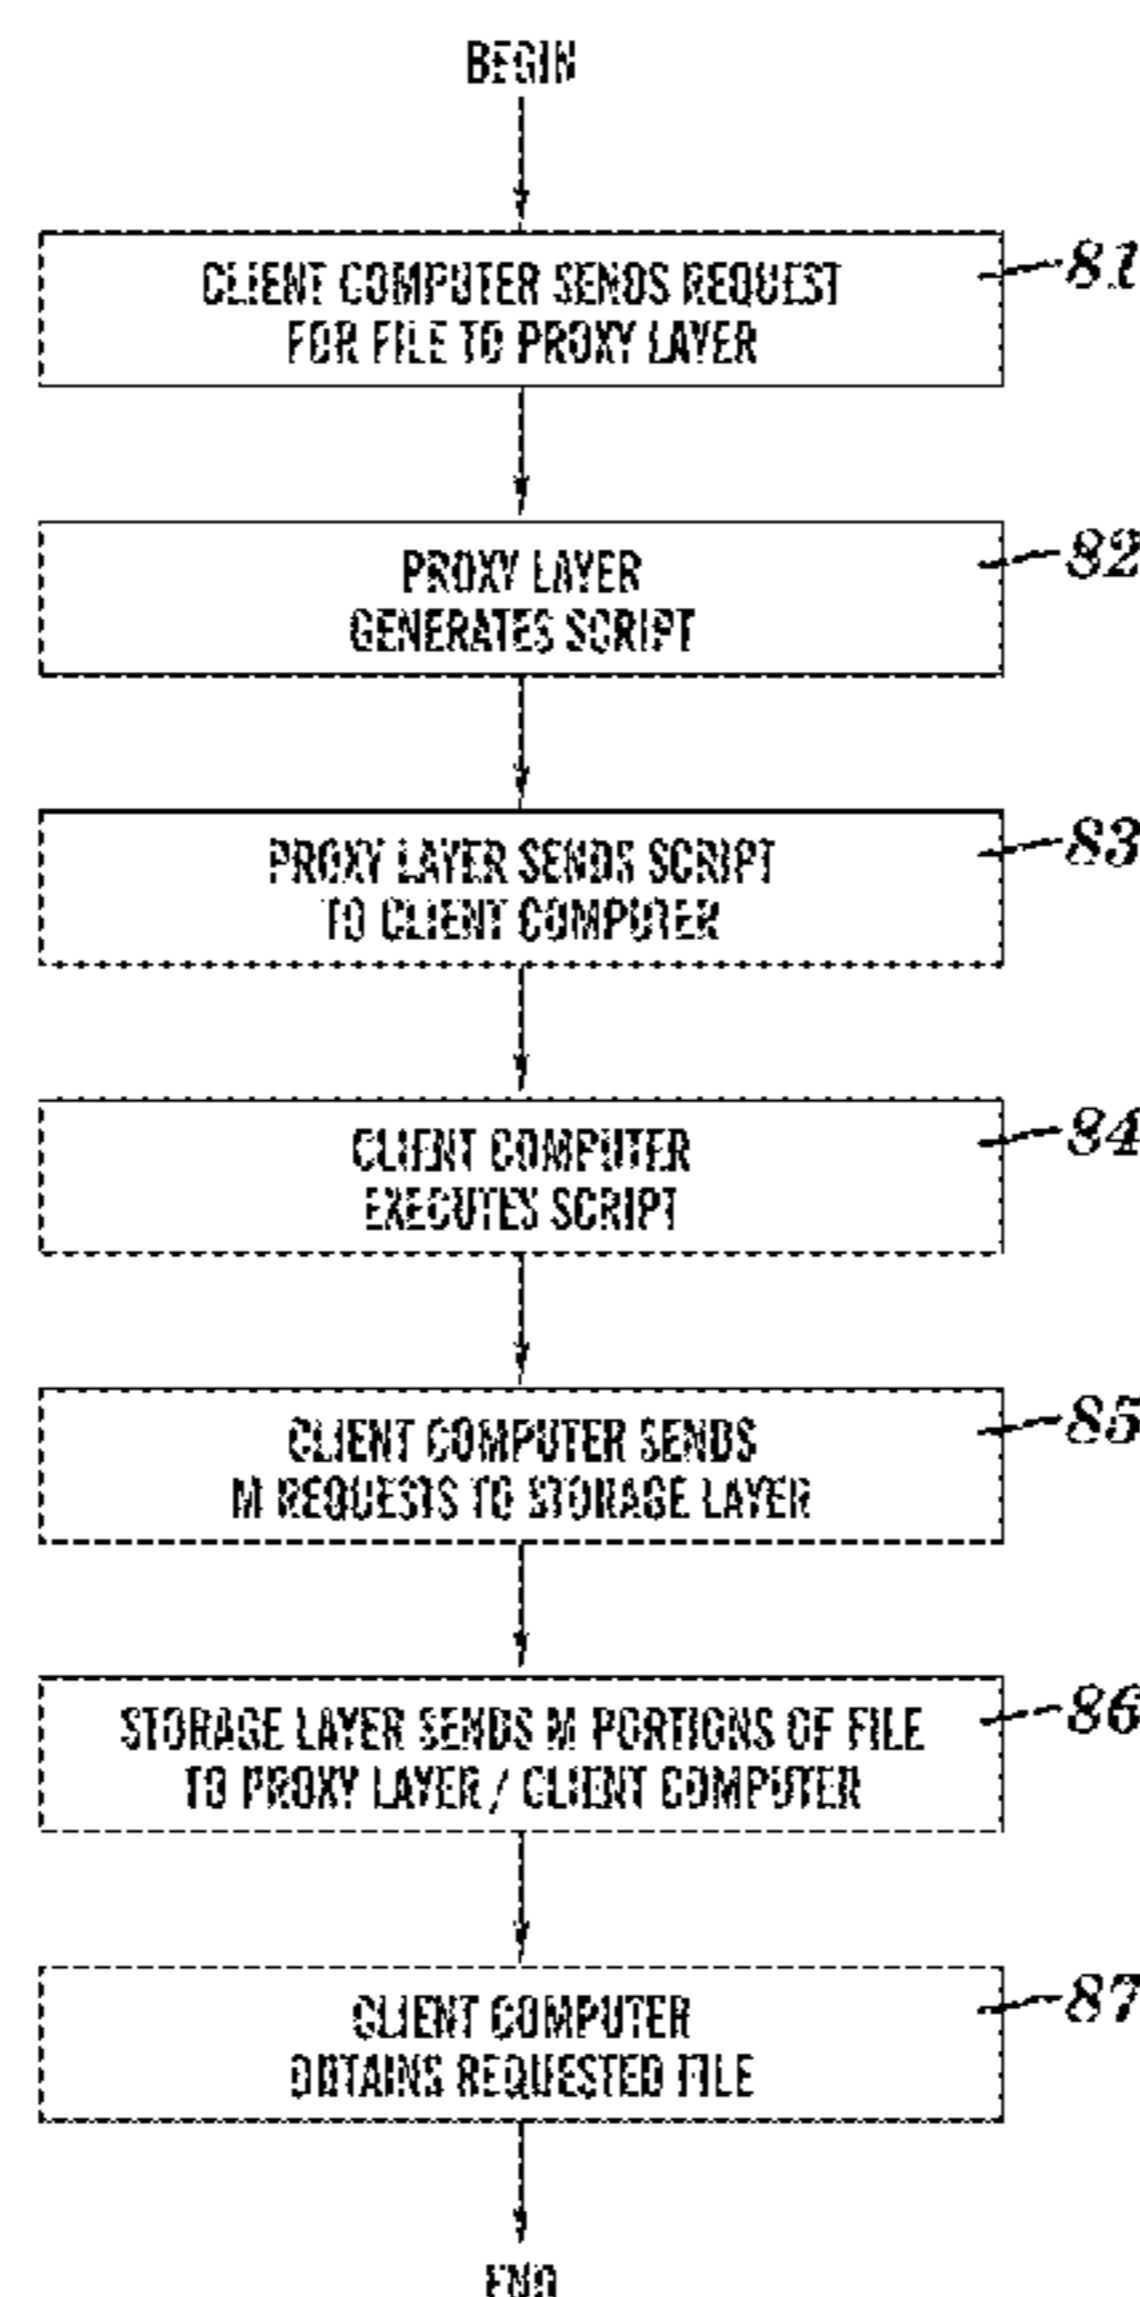 BEGIN
CLIENT COMPUTER SENDS REQUEST
FOR FILE TO PROXY LAYER
81
PROXY LAYER
GENERATES SCRIPT
82
PROXY LAYER SENDS SCRIPT
TO CLIENT COMPUTER
83
CLIENT COMPUTER
EXECUTES SCRIPT
84
CLIENT COMPUTER SENDS
M REQUESTS TO STORAGE LAYER
85
STORAGE LAYER SENDS M PORTIONS OF FILE
TO PROXY LAYER / CLIENT COMPUTER
86
CLIENT COMPUTER
OBTAINS REQUESTED FILE
87
END